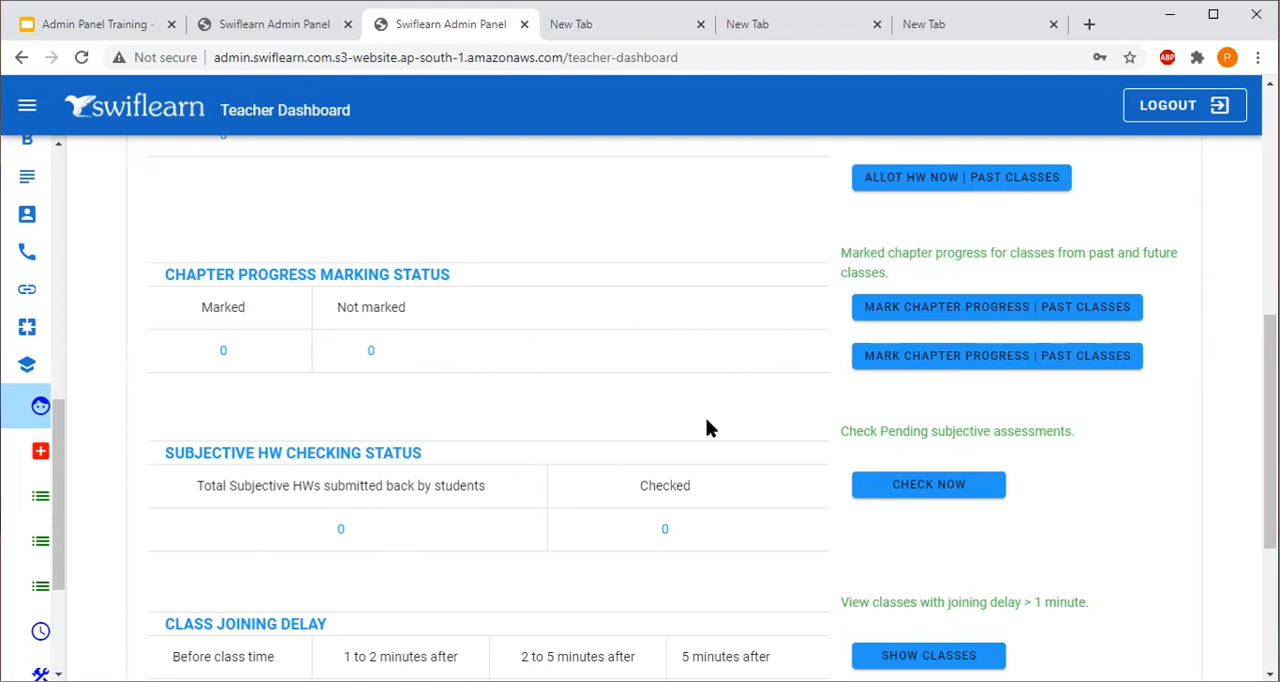 Admin Panel Training -
Swiflearn Admin Panel
Swiflearn Admin Panel
New Tab
New Tab
New Tab
Not secure
admin.swiflearn.com.s3-website.ap-south-1.amazonaws.com/teacher-dashboard
ABP
P
swiflearn
Teacher Dashboard
LOGOUT
B
ALLOT HW NOW | PAST CLASSES
Marked chapter progress for classes from past and future
classes.
CHAPTER PROGRESS MARKING STATUS
Marked
Not marked
MARK CHAPTER PROGRESS | PAST CLASSES
0
0
MARK CHAPTER PROGRESS | PAST CLASSES
Check Pending subjective assessments.
SUBJECTIVE HW CHECKING STATUS
Total Subjective HWs submitted back by students
Checked
CHECK NOW
0
0
View classes with joining delay > 1 minute.
CLASS JOINING DELAY
Before class time
1 to 2 minutes after
2 to 5 minutes after
5 minutes after
SHOW CLASSES